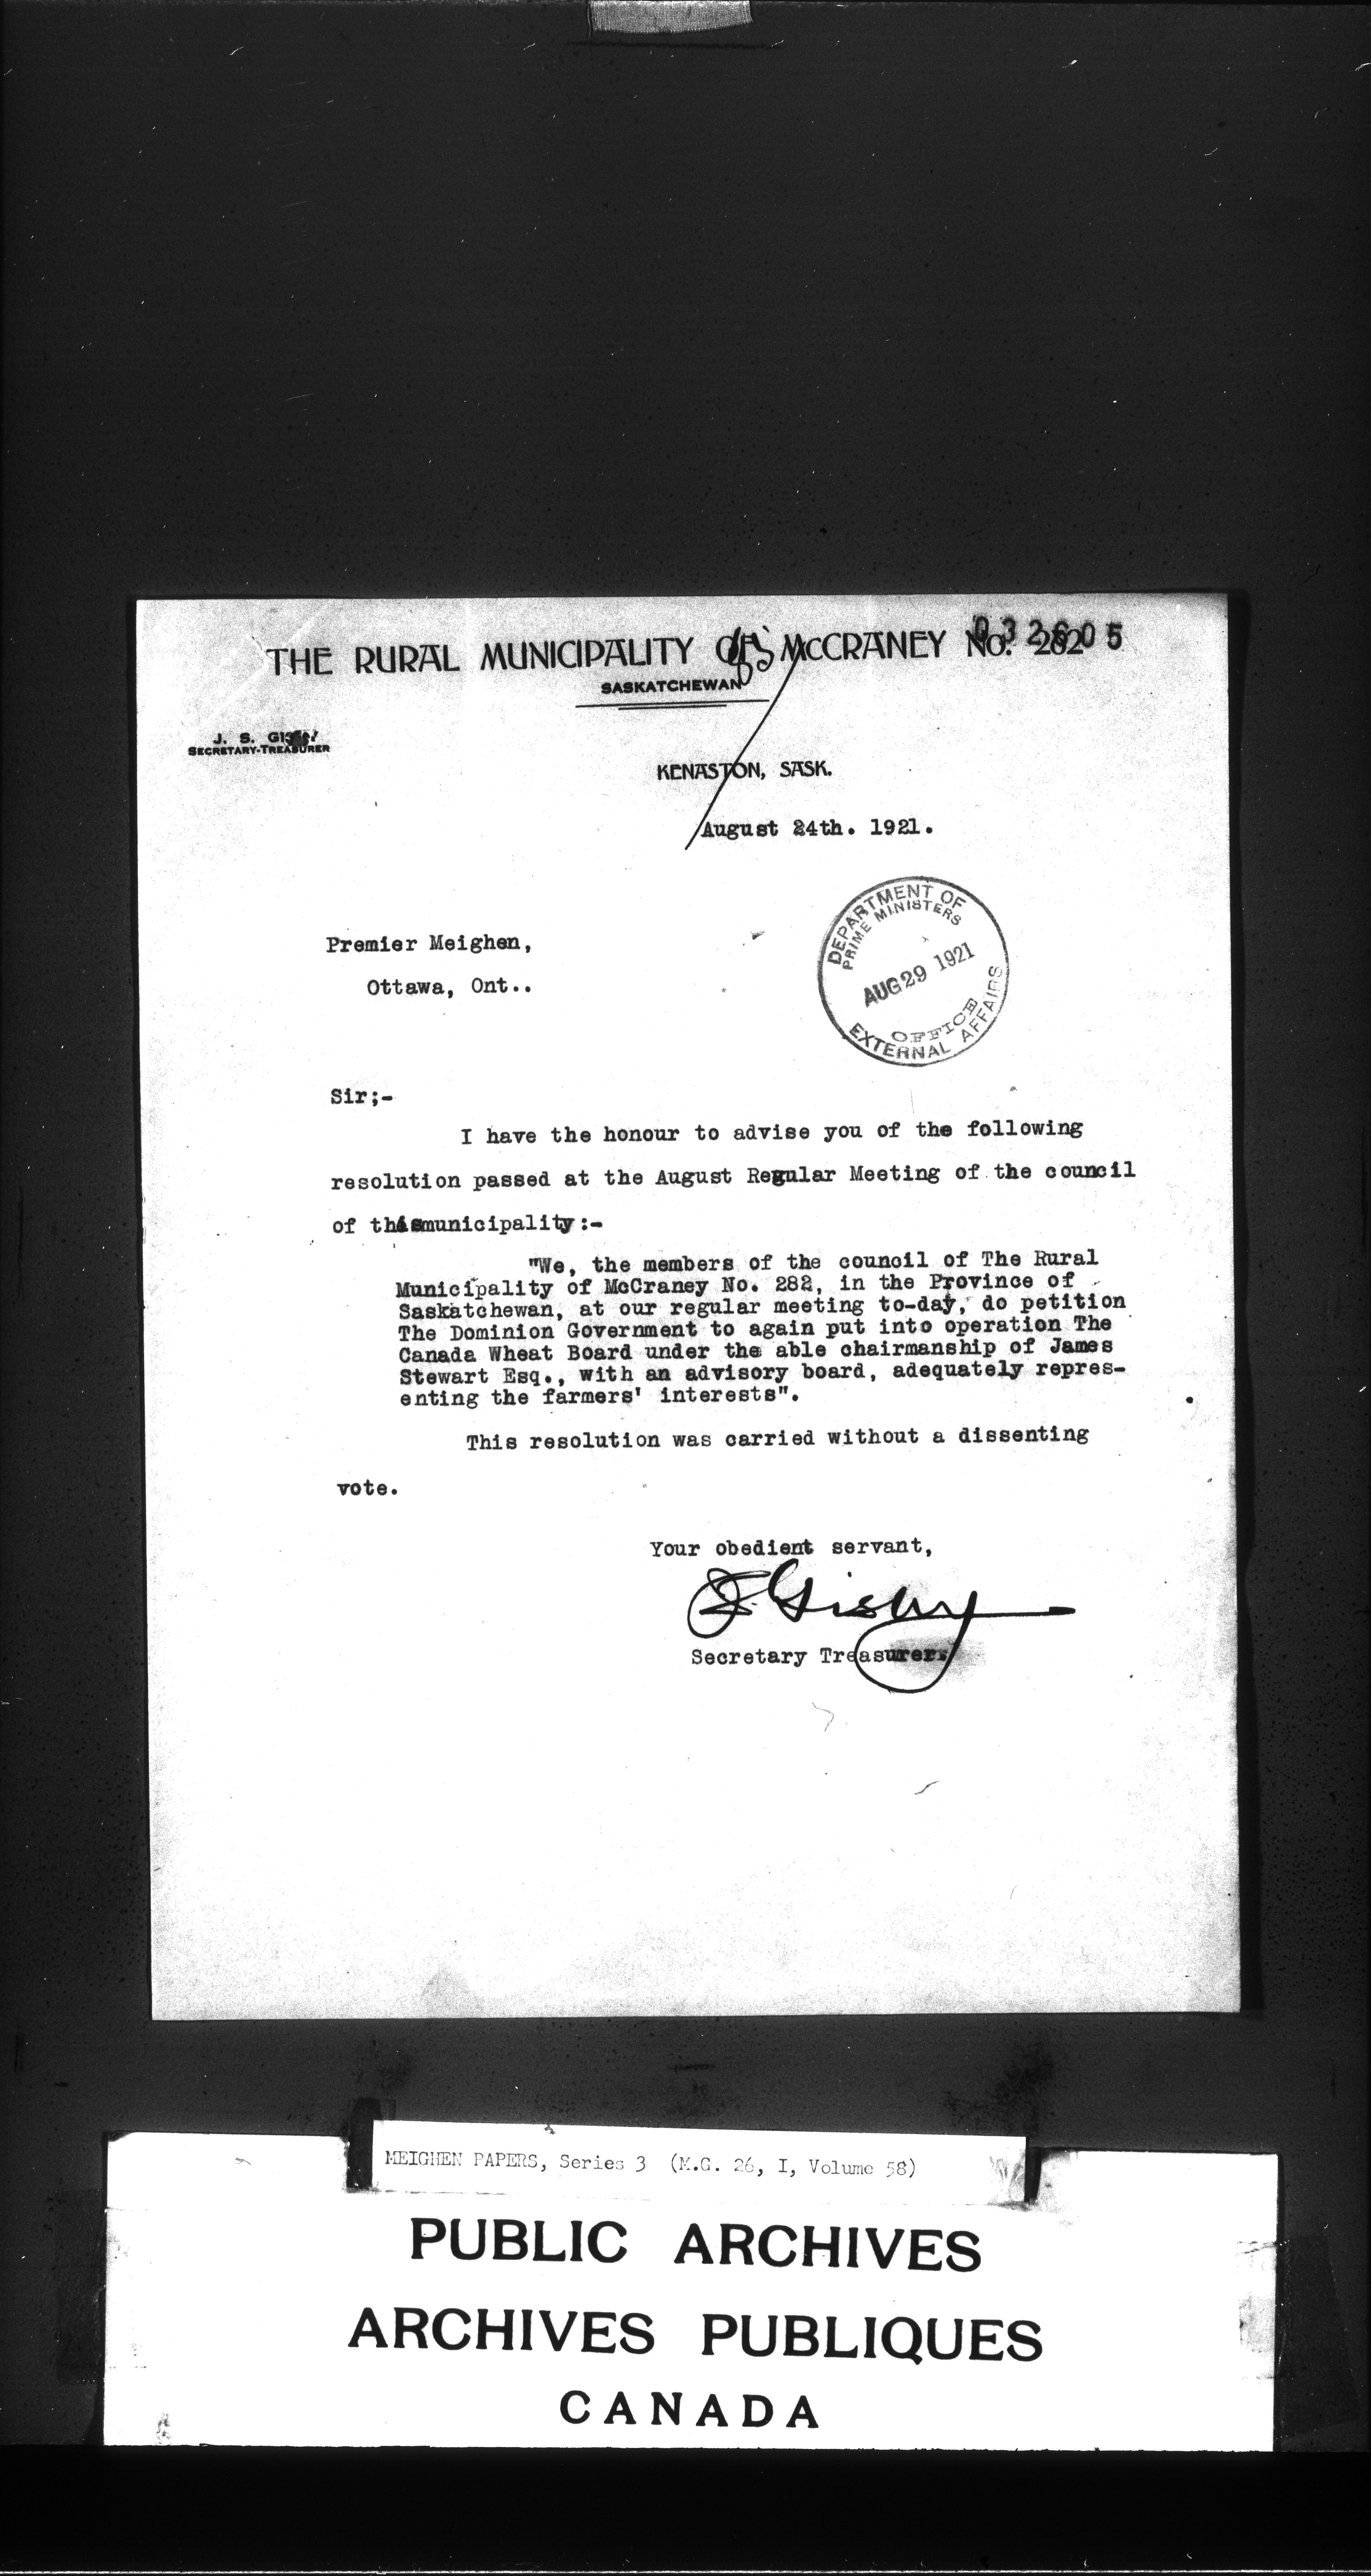 THE RURAL MUNICIPALITY OF MCCRANEY No. 282
032605
SASKATCHEWAN
J. S.
SECRETARY-TREASURER
KENASTON, SASK.
August 24th. 1921.
DEPARTMENT OF
PRIME MINISTERS
AUG 29 1921
OFFICE
EXTERNAL AFFAIRS
Premier Meighen,
Ottawa, Ont..
Sir;-
I have the honour to advise you of the following
resolution passed at the August Regular Meeting of the council
of this municipality:-
"We, the members of the council of The Rural
Municipality of McCraney No. 282, in the Province of
Saskatchewan, at our regular meeting to-day, do petition
The Dominion Government to again put into operation The
Canada Wheat Board under the able chairmanship of James
Stewart Esq., with an advisory board, adequately repres-
enting the farmers' interests".
This resolution was carried without a dissenting
vote.
Your obedient servant,
Secretary Treasurer.
MEIGHEN PAPERS, Series 3 (M.G. 26, I, Volume 58)
PUBLIC ARCHIVES
ARCHIVES PUBLIQUES
CANADA